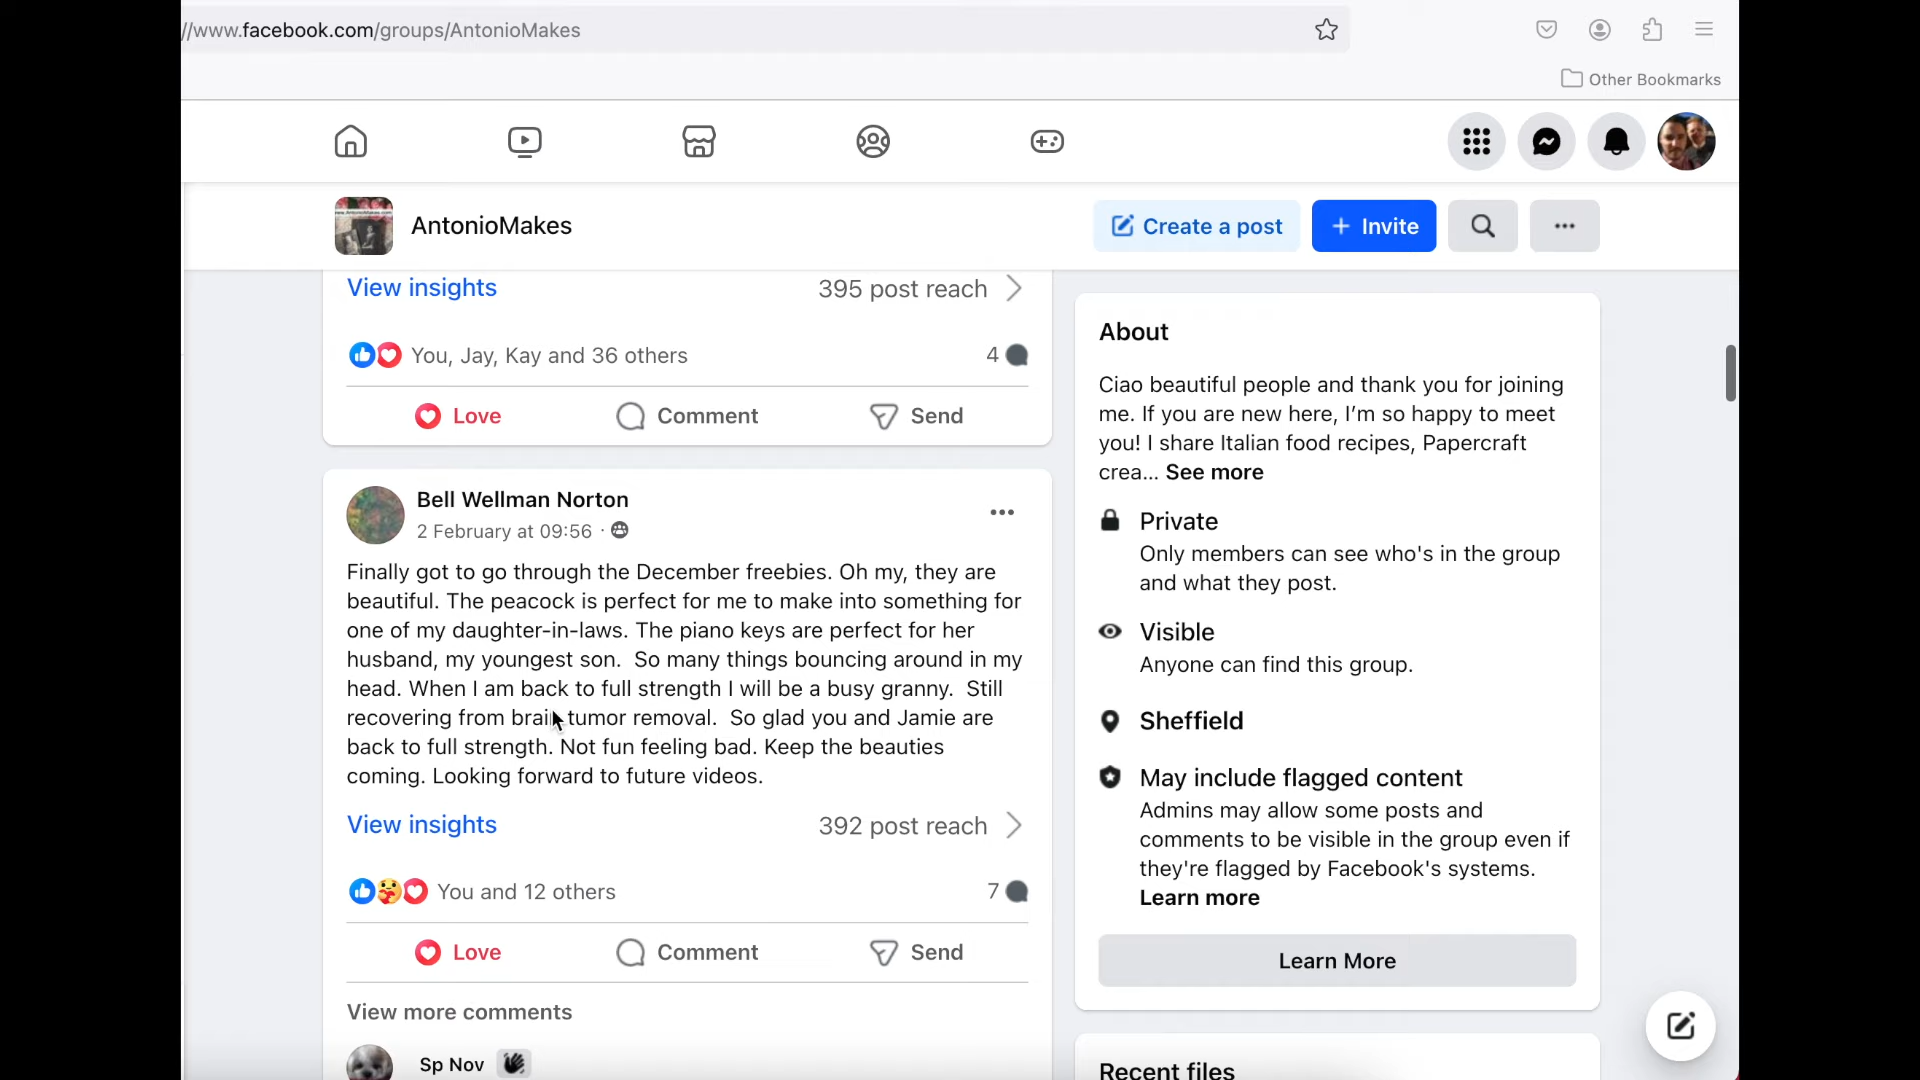 //www.facebook.com/groups/AntonioMakes
Other Bookmarks
AntonioMakes
Create a post
+ Invite
View insights
395 post reach
You, Jay, Kay and 36 others
4
Love
Comment
Send
Bell Wellman Norton
2 February at 09:56 ·
Finally got to go through the December freebies. Oh my, they are
beautiful. The peacock is perfect for me to make into something for
one of my daughter-in-laws. The piano keys are perfect for her
husband, my youngest son. So many things bouncing around in my
head. When I am back to full strength I will be a busy granny. Still
recovering from brain tumor removal. So glad you and Jamie are
back to full strength. Not fun feeling bad. Keep the beauties
coming. Looking forward to future videos.
View insights
392 post reach
You and 12 others
7
Love
Comment
Send
View more comments
Sp Nov
About
Ciao beautiful people and thank you for joining
me. If you are new here, I'm so happy to meet
you! I share Italian food recipes, Papercraft
crea... See more
Private
Only members can see who's in the group
and what they post.
Visible
Anyone can find this group.
Sheffield
May include flagged content
Admins may allow some posts and
comments to be visible in the group even if
they're flagged by Facebook's systems.
Learn more
Learn More
Recent files